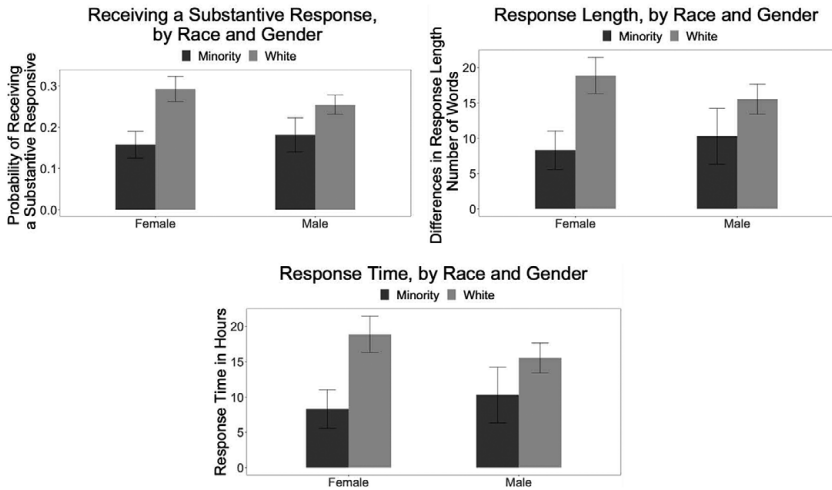 Receiving a Substantive Response,
by Race and Gender
Minority White
Probability of Receiving
a Substantive Responsive
0.3
0.2
0.1
0.0
Female Male
Response Length, by Race and Gender
Minority White
Differences in Response Length
Number of Words
20
15
10
5
0
Female Male
Response Time, by Race and Gender
Minority White
Response Time in Hours
20
15
10
5
0
Female Male